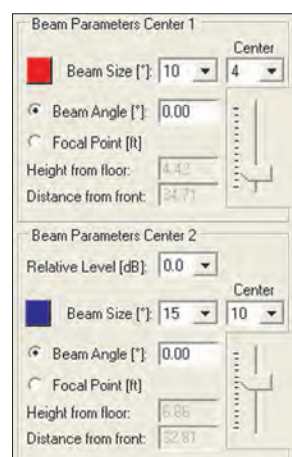 Beam Parameters Center 1
Center
Beam Size [°]: 10 4
Beam Angle [°]: 0.00
Focal Point [ft]
Height from floor: 4.42
Distance from front: 34.71
Beam Parameters Center 2
Relative Level [dB]: 0.0
Center
Beam Size [°]: 15 10
Beam Angle [°]: 0.00
Focal Point [ft]
Height from floor: 6.86
Distance from front: 32.81